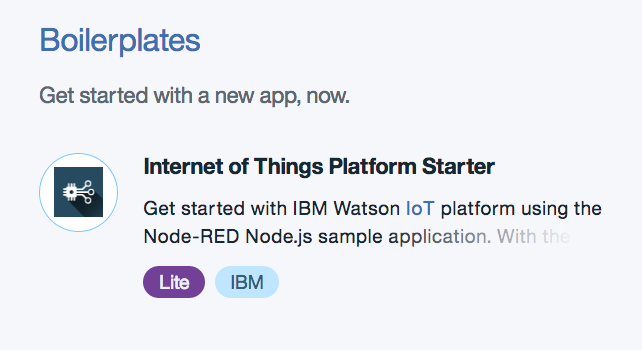 Boilerplates
Get started with a new app, now.
Internet of Things Platform Starter
Get started with IBM Watson IoT platform using the
Node-RED Node.js sample application. With the
Lite
IBM